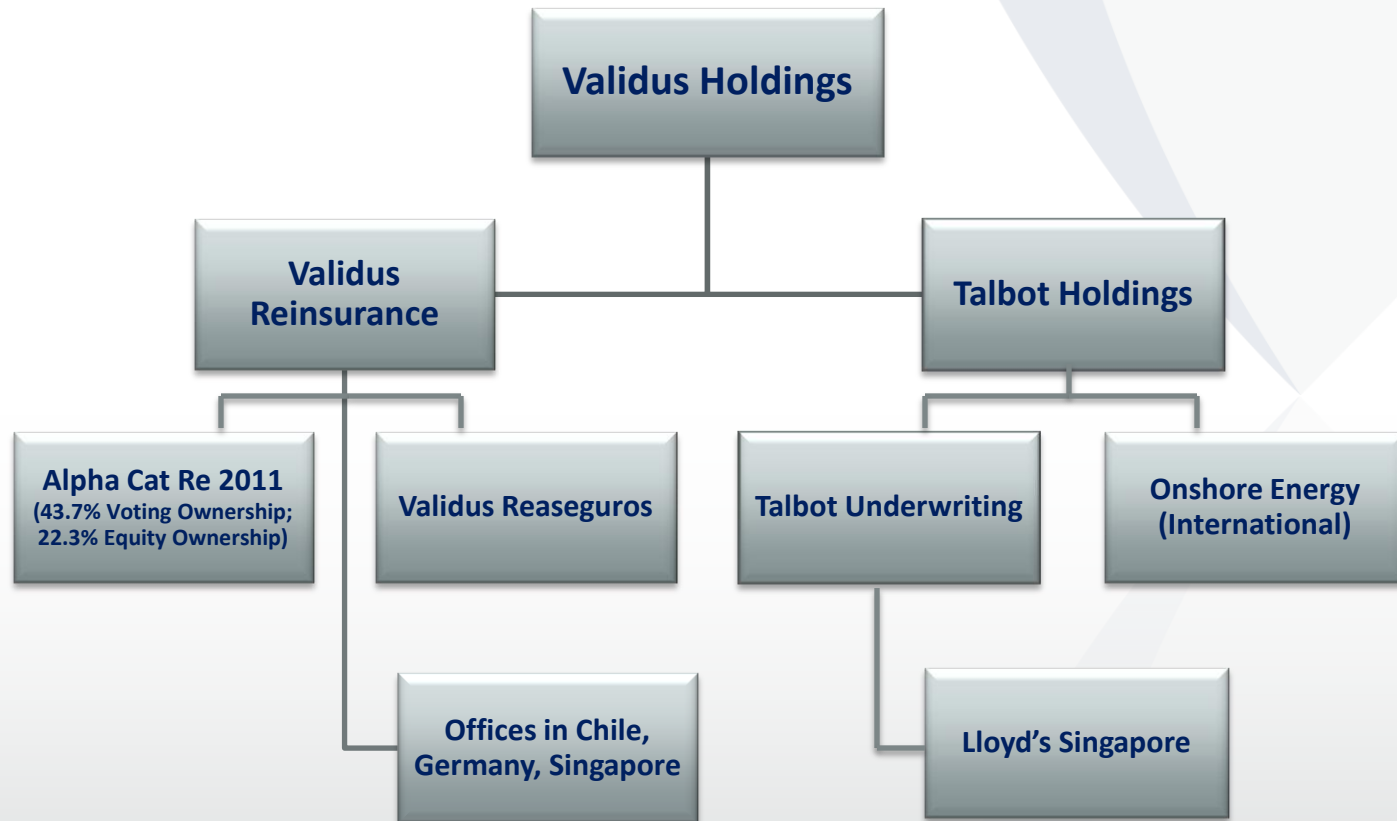 Validus Holdings
Validus
Reinsurance
Talbot Holdings
Alpha Cat Re 2011
(43.7% Voting Ownership;
22.3% Equity Ownership)
Validus Reaseguros
Talbot Underwriting
Onshore Energy
(International)
Offices in Chile,
Germany, Singapore
Lloyd’s Singapore